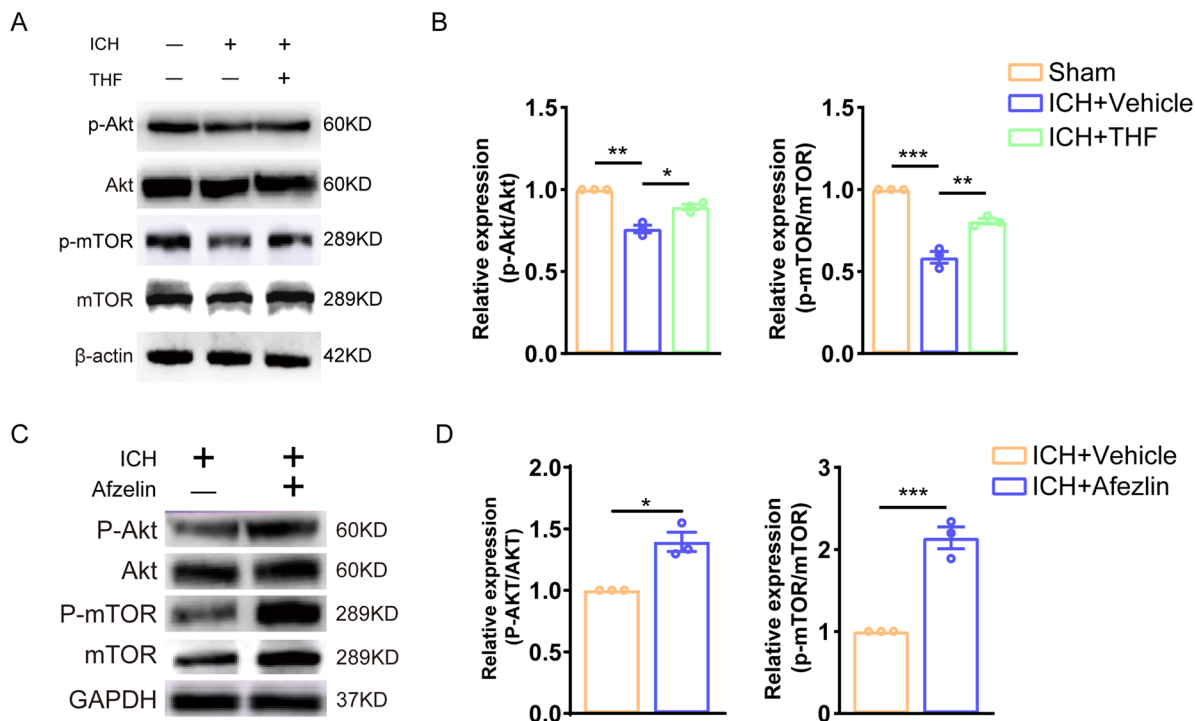 A
ICH — + +
THF — — +
p-Akt 60KD
Akt 60KD
p-mTOR 289KD
mTOR 289KD
β-actin 42KD
B
Sham
ICH+Vehicle
ICH+THF
Relative expression
(p-Akt/Akt)
1.5
1.0
0.5
0.0
** *
Relative expression
(p-mTOR/mTOR)
1.5
1.0
0.5
0.0
*** **
C
ICH + +
Afzelin — +
P-Akt 60KD
Akt 60KD
P-mTOR 289KD
mTOR 289KD
GAPDH 37KD
D
ICH+Vehicle
ICH+Afezlin
Relative expression
(P-AKT/AKT)
2.0
1.5
1.0
0.5
0.0
*
Relative expression
(p-mTOR/mTOR)
3
2
1
0
***